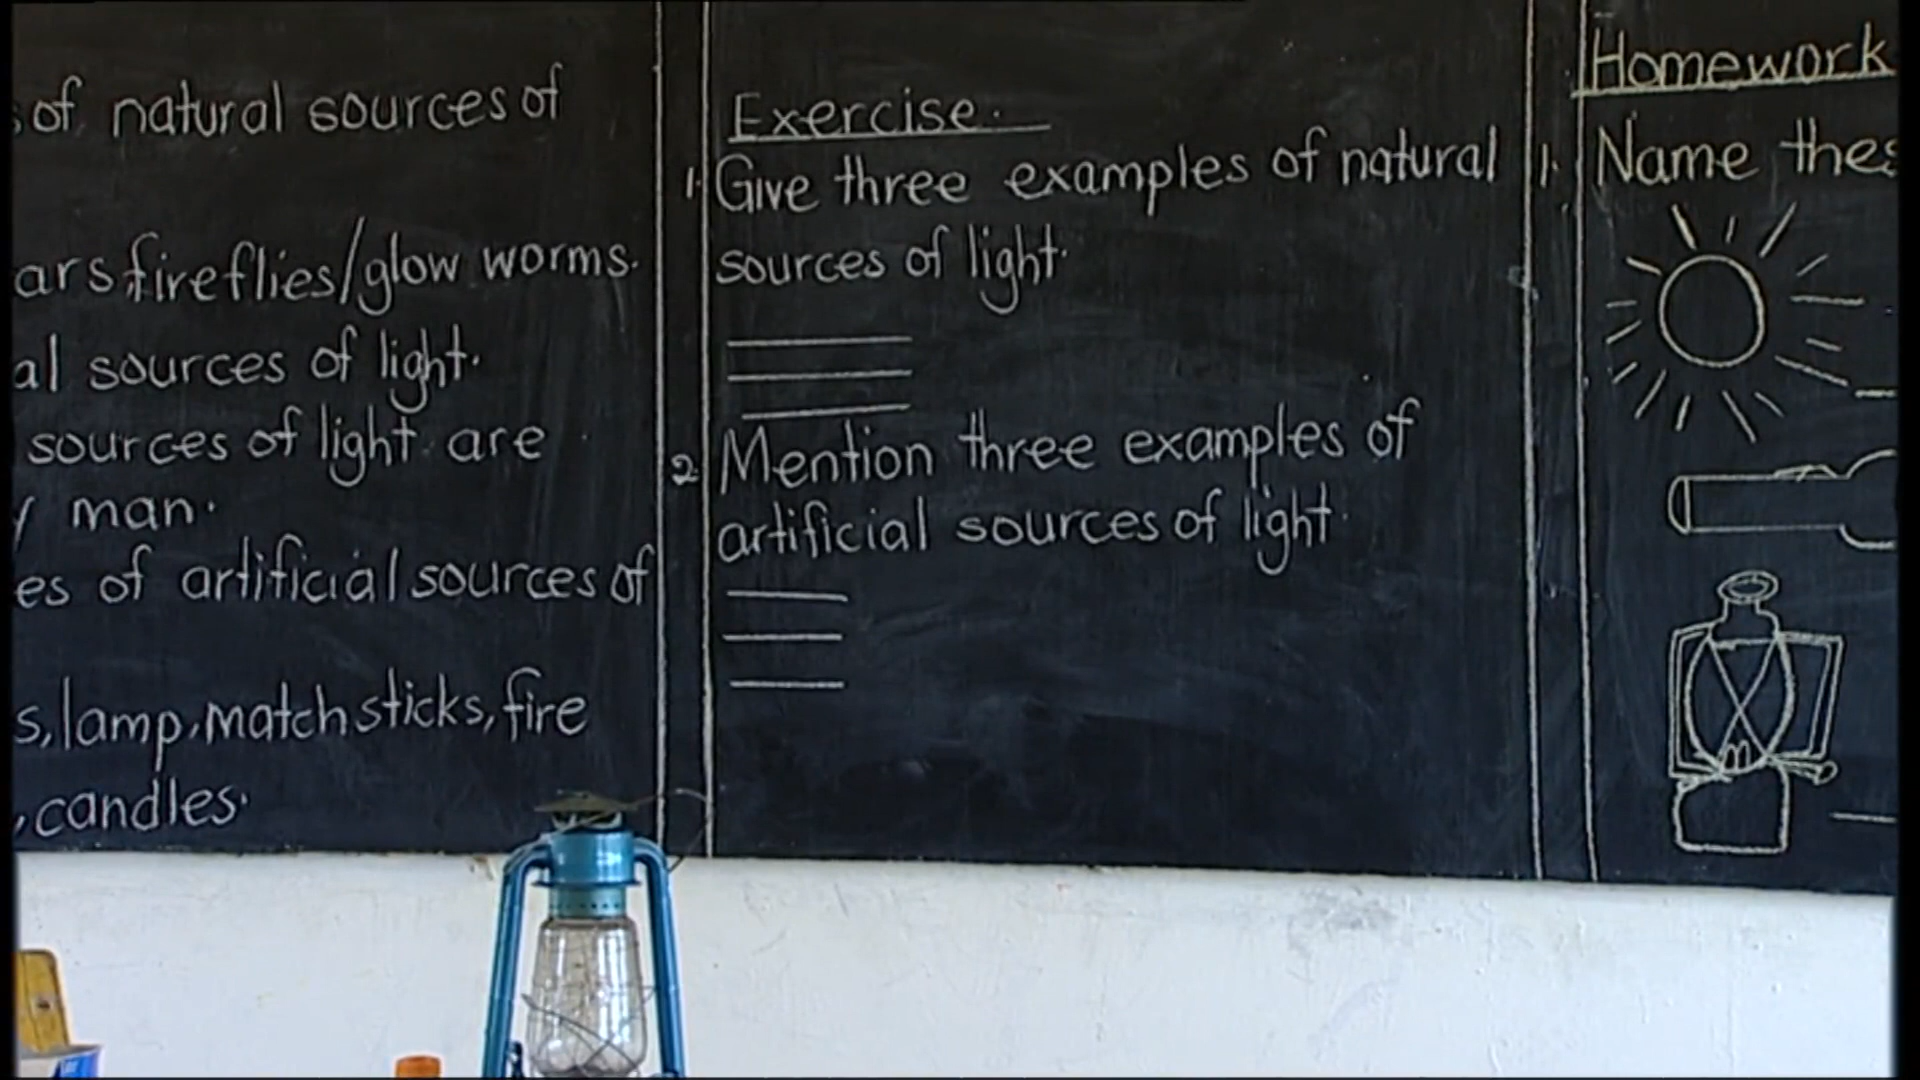 of natural sources of
ars, fireflies/glow worms.
al sources of light.
sources of light are
y man.
es of artificial sources of
s, lamp, match sticks, fire
, candles.
Exercise.
1. Give three examples of natural
sources of light.
2. Mention three examples of
artificial sources of light.
Homework
1. Name thes